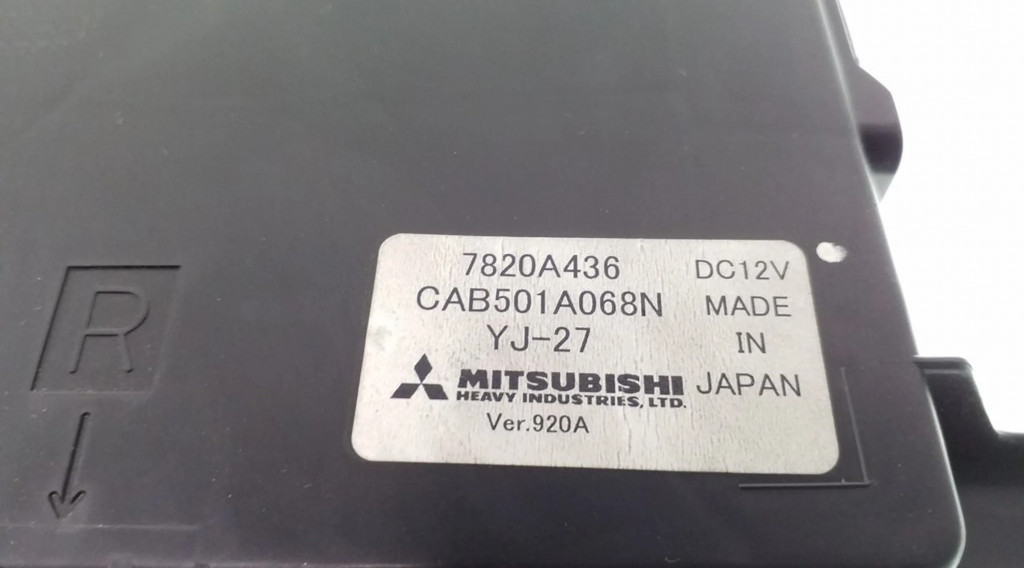 7820A436 DC12V
CAB501A068N MADE
YJ-27 IN
MITSUBISHI JAPAN
HEAVY INDUSTRIES, LTD.
Ver.920A
R